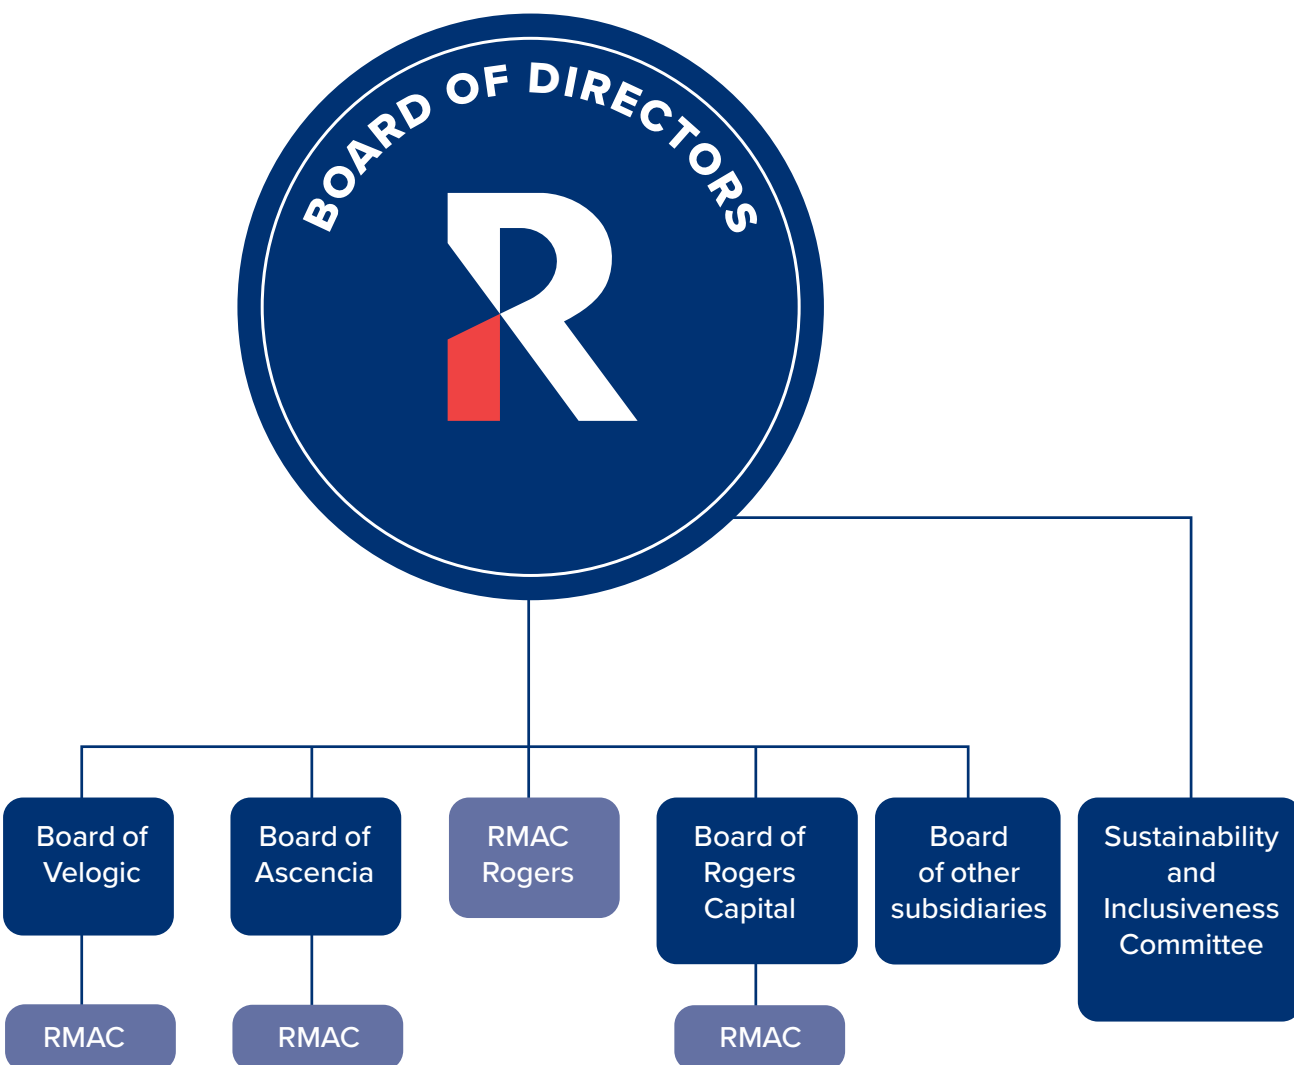 BOARD OF DIRECTORS
Board of
Velogic
Board of
Ascencia
RMAC
Rogers
Board of
Rogers
Capital
Board
of other
subsidiaries
Sustainability
and
Inclusiveness
Committee
RMAC
RMAC
RMAC